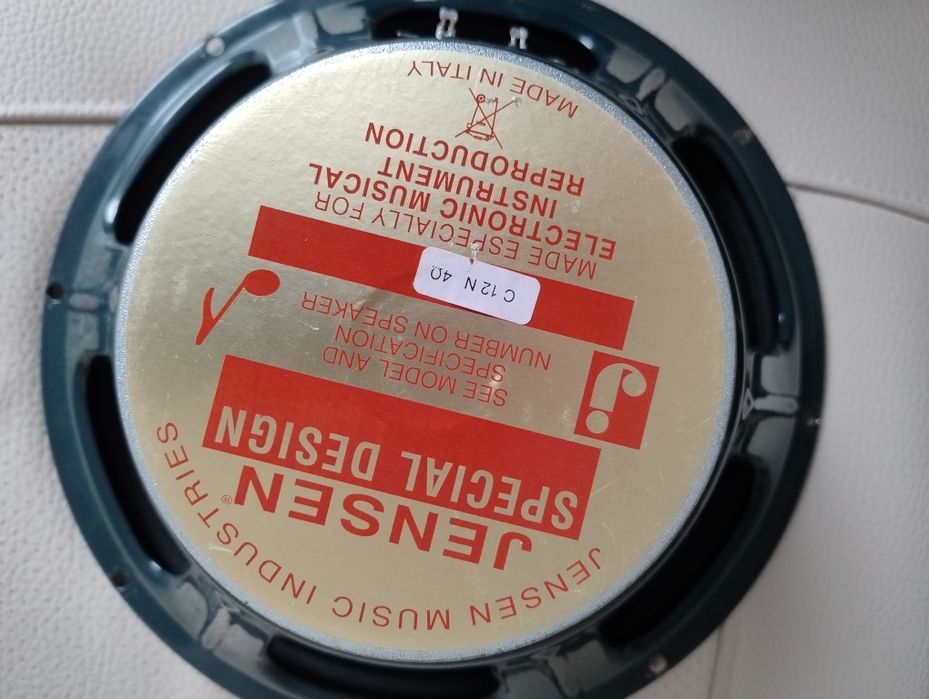 JENSEN MUSIC INDUSTRIES
JENSEN®
SPECIAL DESIGN
SEE MODEL AND
SPECIFICATION
NUMBER ON SPEAKER
C 12 N 4Ω
MADE ESPECIALLY FOR
ELECTRONIC MUSICAL
INSTRUMENT
REPRODUCTION
MADE IN ITALY